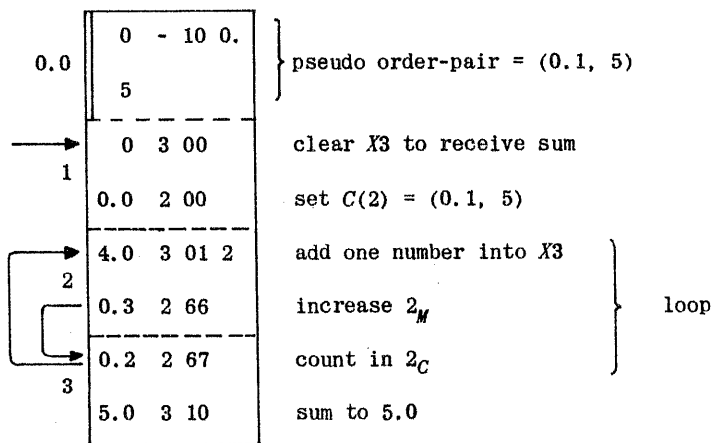 0 - 10 0.
0.0 pseudo order-pair = (0.1, 5)
5
0 3 00 clear X3 to receive sum
1
0.0 2 00 set C(2) = (0.1, 5)
4.0 3 01 2 add one number into X3
2
0.3 2 66 increase 2M loop
0.2 2 67 count in 2C
3
5.0 3 10 sum to 5.0